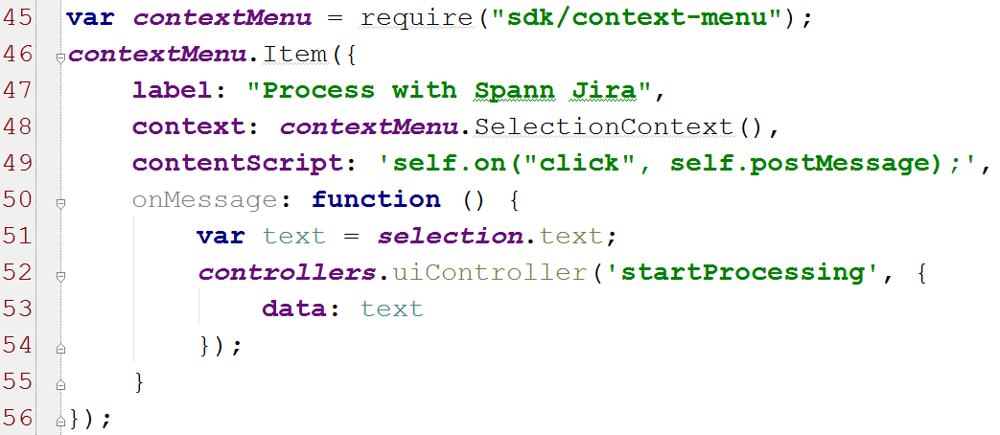 45 var contextMenu = require("sdk/context-menu");
46 contextMenu.Item({
47     label: "Process with Spann Jira",
48     context: contextMenu.SelectionContext(),
49     contentScript: 'self.on("click", self.postMessage);',
50     onMessage: function () {
51         var text = selection.text;
52         controllers.uiController('startProcessing', {
53             data: text
54         });
55     }
56 });